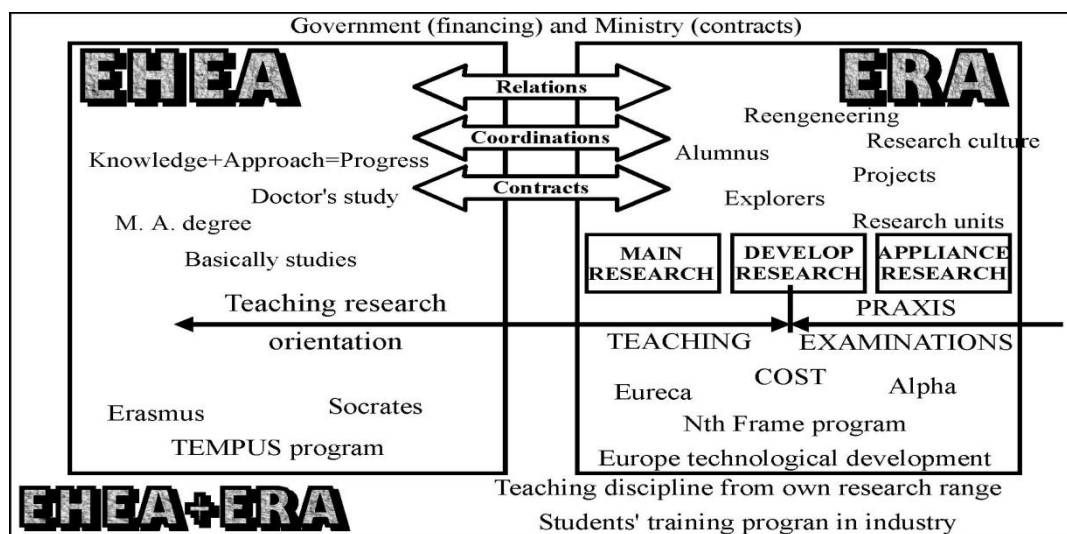 Government (financing) and Ministry (contracts)
EHEA
Relations
Coordinations
Contracts
ERA
Knowledge+Approach=Progress
Doctor's study
M. A. degree
Basically studies
Reengeneering
Research culture
Alumnus
Projects
Explorers
Research units
MAIN
RESEARCH
DEVELOP
RESEARCH
APPLIANCE
RESEARCH
Teaching research
orientation
PRAXIS
TEACHING
EXAMINATIONS
Erasmus
Socrates
TEMPUS program
COST
Eureca
Alpha
Nth Frame program
Europe technological development
EHEA+ERA
Teaching discipline from own research range
Students' training progran in industry